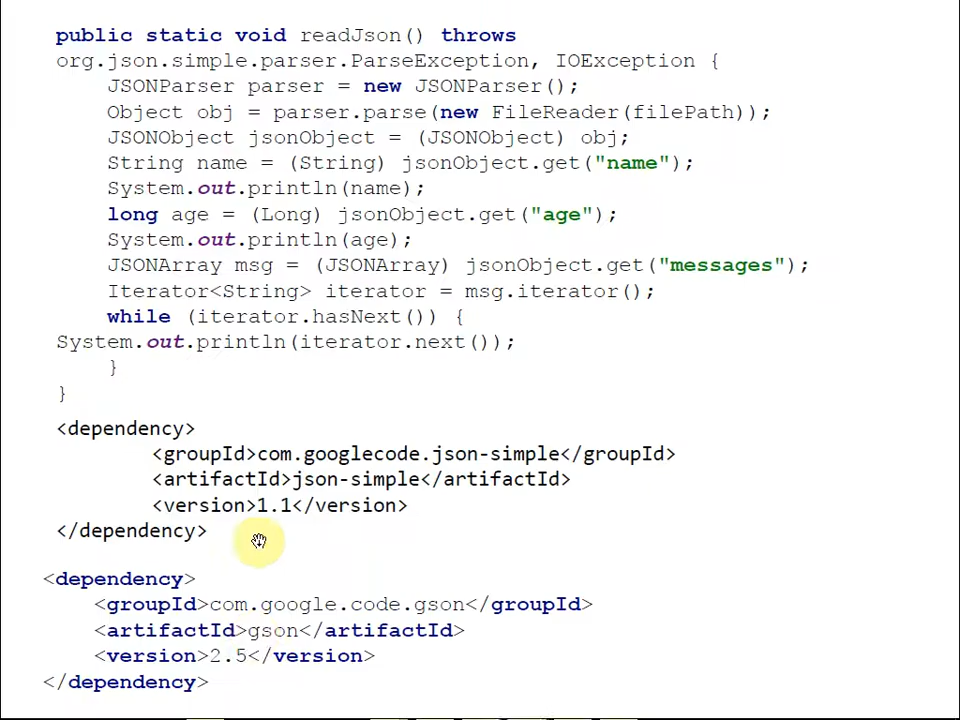 public static void readJson() throws
org.json.simple.parser.ParseException, IOException {
JSONParser parser = new JSONParser();
Object obj = parser.parse(new FileReader(filePath));
JSONObject jsonObject = (JSONObject) obj;
String name = (String) jsonObject.get("name");
System.out.println(name);
long age = (Long) jsonObject.get("age");
System.out.println(age);
JSONArray msg = (JSONArray) jsonObject.get("messages");
Iterator<String> iterator = msg.iterator();
while (iterator.hasNext()) {
System.out.println(iterator.next());
}
}
<dependency>
<groupId>com.googlecode.json-simple</groupId>
<artifactId>json-simple</artifactId>
<version>1.1</version>
</dependency>
<dependency>
<groupId>com.google.code.gson</groupId>
<artifactId>gson</artifactId>
<version>2.5</version>
</dependency>